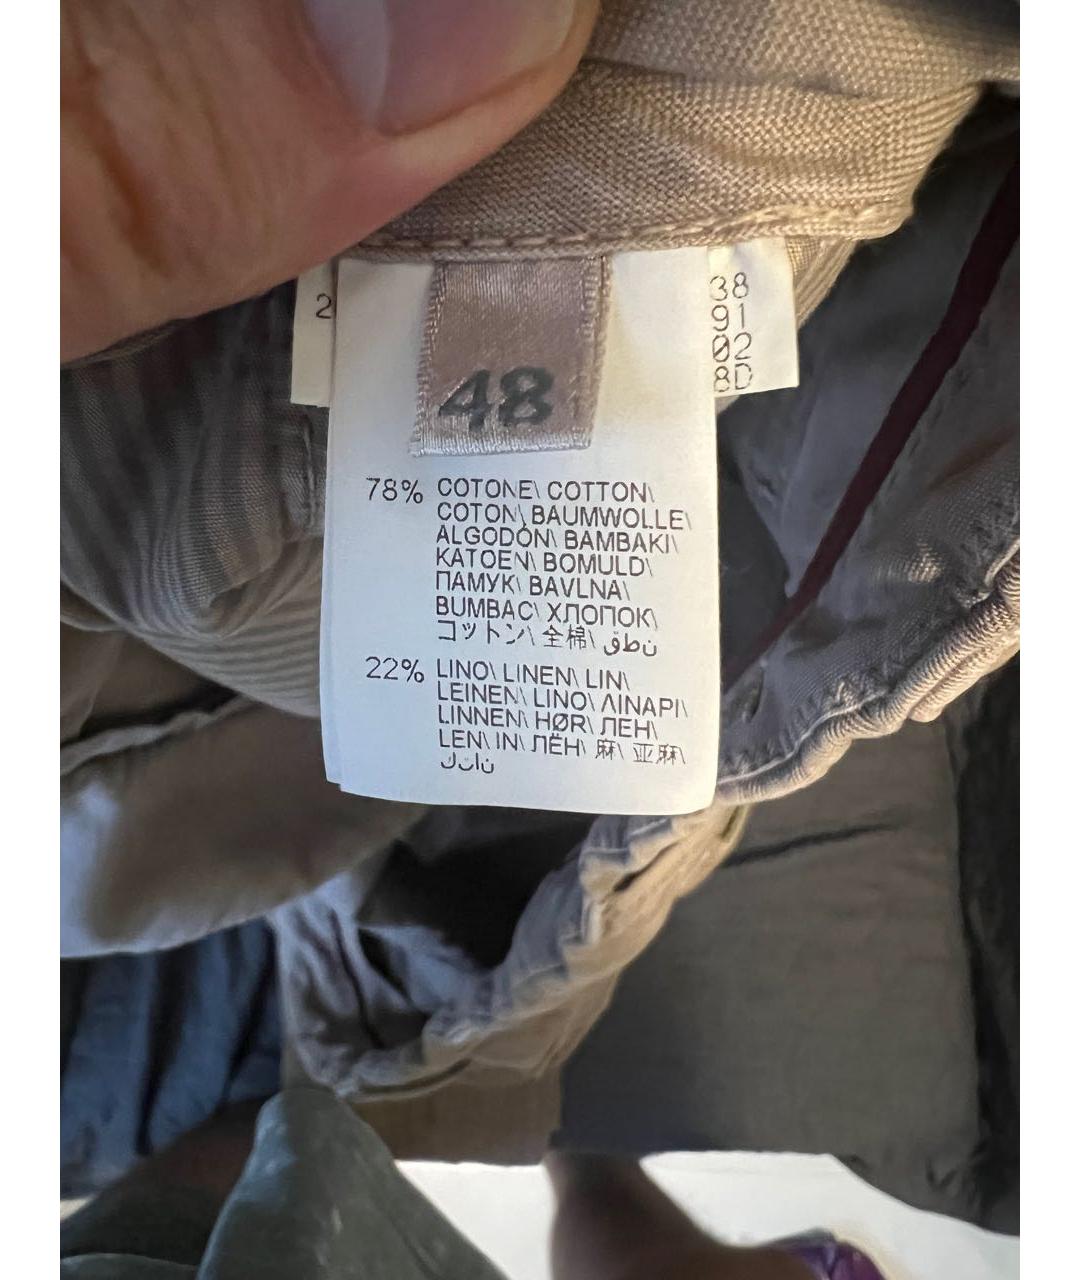 2
48
38
91
02
8D
78% COTONE\ COTTON\
COTON\ BAUMWOLLE\
ALGODÓN\ BAMBAKI\
KATOEN\ BOMULD\
ПАМУК\ BAVLNA\
BUMBAC\ ХЛОПОК\
コットン\ 全棉\ قطن
22% LINO\ LINEN\ LIN\
LEINEN\ LINO\ ΛΙΝΑΡΙ\
LINNEN\ HØR\ ЛЕН\
LEN\ IN\ ЛЁН\ 麻\ 亚麻\
كتان